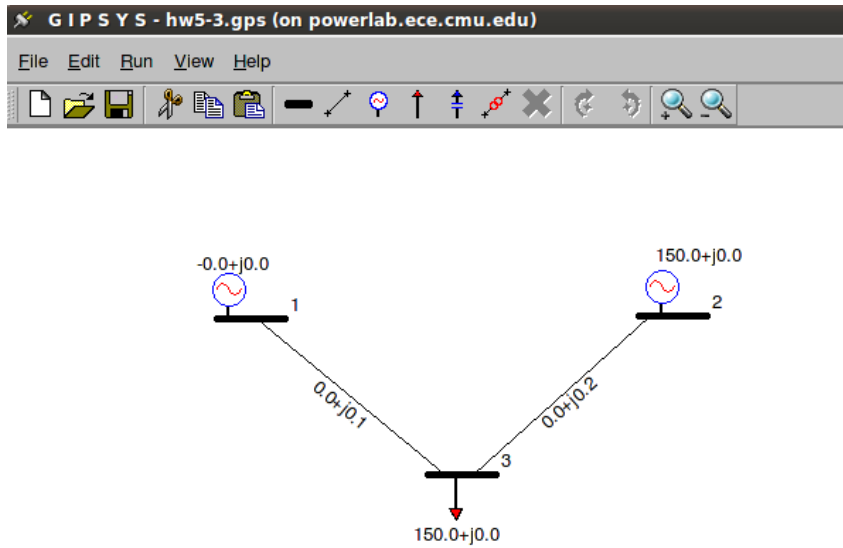 G I P S Y S - hw5-3.gps (on powerlab.ece.cmu.edu)
File Edit Run View Help
-0.0+j0.0
150.0+j0.0
1
2
0.0+j0.1
0.0+j0.2
3
150.0+j0.0